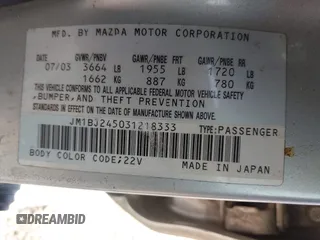 MFD. BY MAZDA MOTOR CORPORATION
GVWR/PNBV GAWR/PNBE FRT GAWR/PNBE RR
07/03 3664 LB 1955 LB 1720 LB
1662 KG 887 KG 780 KG
THIS VEHICLE CONFORMS TO ALL
APPLICABLE FEDERAL MOTOR VEHICLE SAFETY,
BUMPER, AND THEFT PREVENTION
STANDARDS IN EFFECT ON THE DATE OF
MANUFACTURE SHOWN ABOVE.
JM1BJ245031218333 TYPE:PASSENGER
BODY COLOR CODE;22V
MADE IN JAPAN
DREAMBID